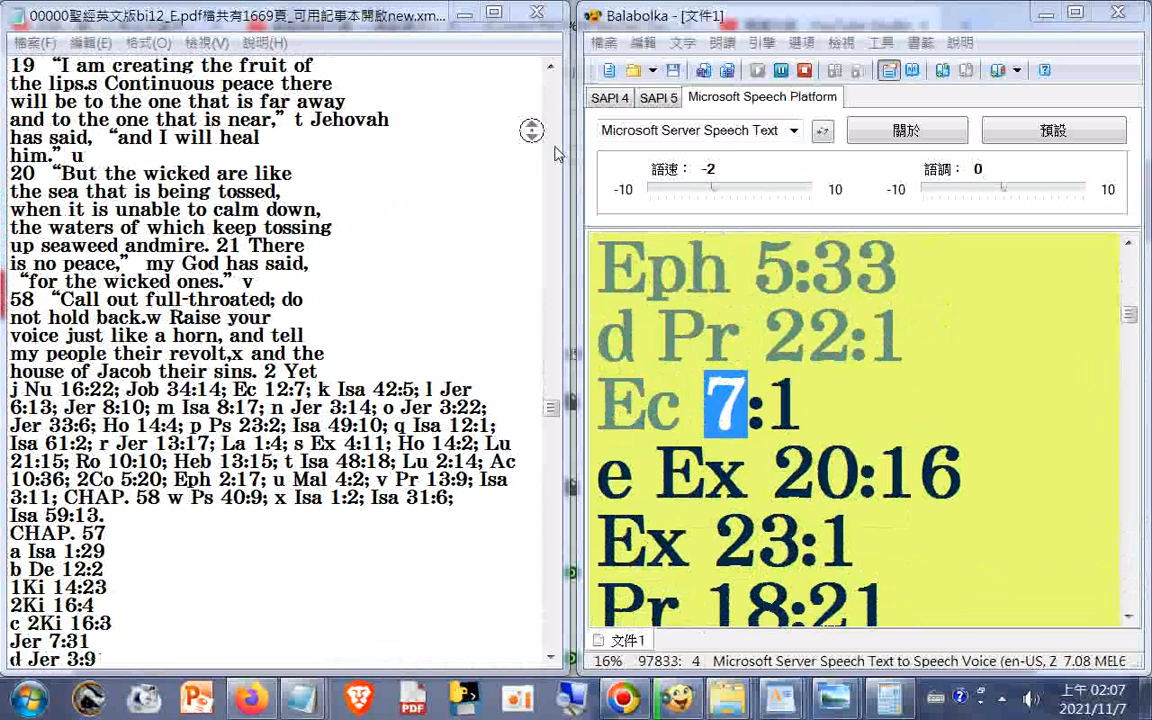 00000聖經英文版bi12_E.pdf檔共有1669頁_可用記事本開啟new.xm...
檔案(F) 編輯(E) 格式(O) 檢視(V) 說明(H)
19 “I am creating the fruit of
the lips.s Continuous peace there
will be to the one that is far away
and to the one that is near,” t Jehovah
has said, “and I will heal
him.” u
20 “But the wicked are like
the sea that is being tossed,
when it is unable to calm down,
the waters of which keep tossing
up seaweed andmire. 21 There
is no peace,” my God has said,
“for the wicked ones.” v
58 “Call out full-throated; do
not hold back.w Raise your
voice just like a horn, and tell
my people their revolt,x and the
house of Jacob their sins. 2 Yet
j Nu 16:22; Job 34:14; Ec 12:7; k Isa 42:5; l Jer
6:13; Jer 8:10; m Isa 8:17; n Jer 3:14; o Jer 3:22;
Jer 33:6; Ho 14:4; p Ps 23:2; Isa 49:10; q Isa 12:1;
Isa 61:2; r Jer 13:17; La 1:4; s Ex 4:11; Ho 14:2; Lu
21:15; Ro 10:10; Heb 13:15; t Isa 48:18; Lu 2:14; Ac
10:36; 2Co 5:20; Eph 2:17; u Mal 4:2; v Pr 13:9; Isa
3:11; CHAP. 58 w Ps 40:9; x Isa 1:2; Isa 31:6;
Isa 59:13.
CHAP. 57
a Isa 1:29
b De 12:2
1Ki 14:23
2Ki 16:4
c 2Ki 16:3
Jer 7:31
d Jer 3:9
Balabolka - [文件1]
檔案 編輯 文字 朗讀 引擎 選項 檢視 工具 書籤 說明
SAPI 4 SAPI 5 Microsoft Speech Platform
Microsoft Server Speech Text 關於 預設
語速: -2 語調: 0
-10 10 -10 10
Eph 5:33
d Pr 22:1
Ec 7:1
e Ex 20:16
Ex 23:1
Pr 18:21
文件1
16% 97833: 4 Microsoft Server Speech Text to Speech Voice (en-US, Z 7.08 МЕБ
PDF
上午 02:07
2021/11/7